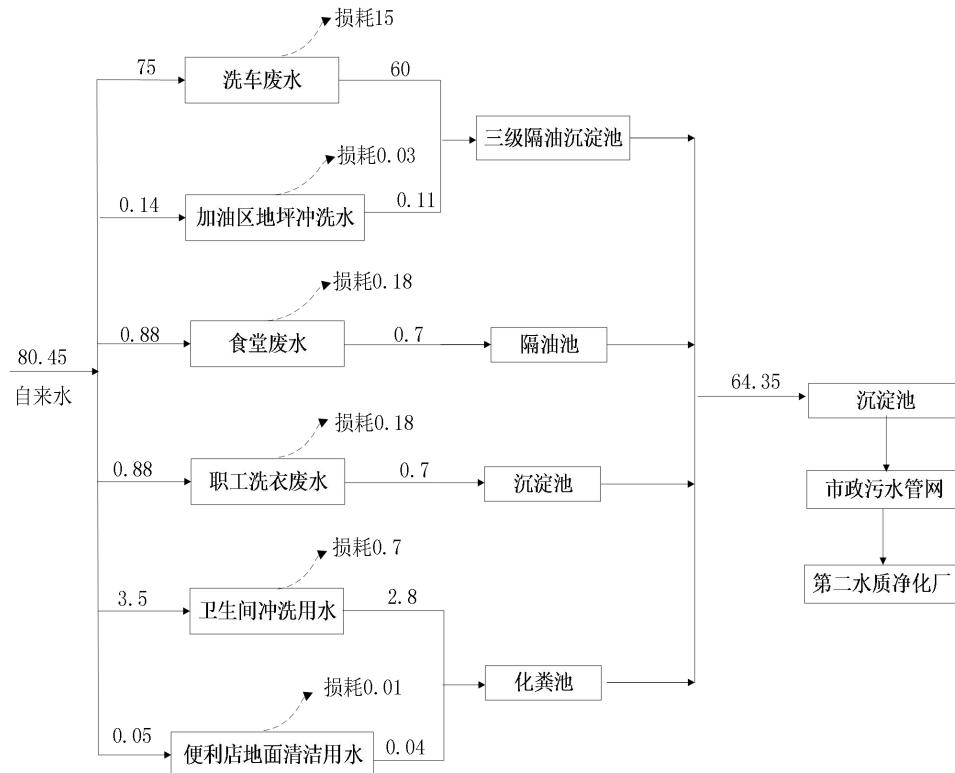 损耗15
75
洗车废水
60
三级隔油沉淀池
损耗0.03
0.14
加油区地坪冲洗水
0.11
损耗0.18
0.88
食堂废水
0.7
隔油池
80.45
自来水
64.35
沉淀池
损耗0.18
0.88
职工洗衣废水
0.7
沉淀池
市政污水管网
损耗0.7
3.5
卫生间冲洗用水
2.8
第二水质净化厂
化粪池
损耗0.01
0.05
便利店地面清洁用水
0.04